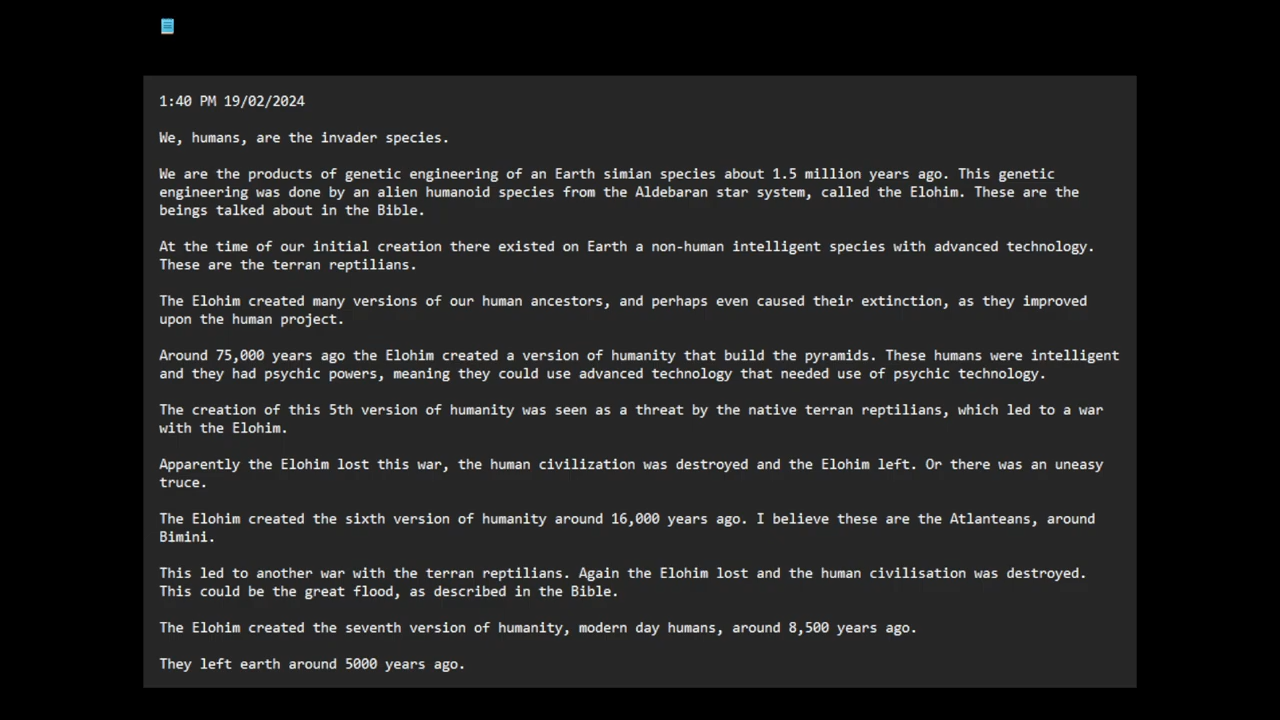 1:40 PM 19/02/2024
We, humans, are the invader species.
We are the products of genetic engineering of an Earth simian species about 1.5 million years ago. This genetic
engineering was done by an alien humanoid species from the Aldebaran star system, called the Elohim. These are the
beings talked about in the Bible.
At the time of our initial creation there existed on Earth a non-human intelligent species with advanced technology.
These are the terran reptilians.
The Elohim created many versions of our human ancestors, and perhaps even caused their extinction, as they improved
upon the human project.
Around 75,000 years ago the Elohim created a version of humanity that build the pyramids. These humans were intelligent
and they had psychic powers, meaning they could use advanced technology that needed use of psychic technology.
The creation of this 5th version of humanity was seen as a threat by the native terran reptilians, which led to a war
with the Elohim.
Apparently the Elohim lost this war, the human civilization was destroyed and the Elohim left. Or there was an uneasy
truce.
The Elohim created the sixth version of humanity around 16,000 years ago. I believe these are the Atlanteans, around
Bimini.
This led to another war with the terran reptilians. Again the Elohim lost and the human civilisation was destroyed.
This could be the great flood, as described in the Bible.
The Elohim created the seventh version of humanity, modern day humans, around 8,500 years ago.
They left earth around 5000 years ago.